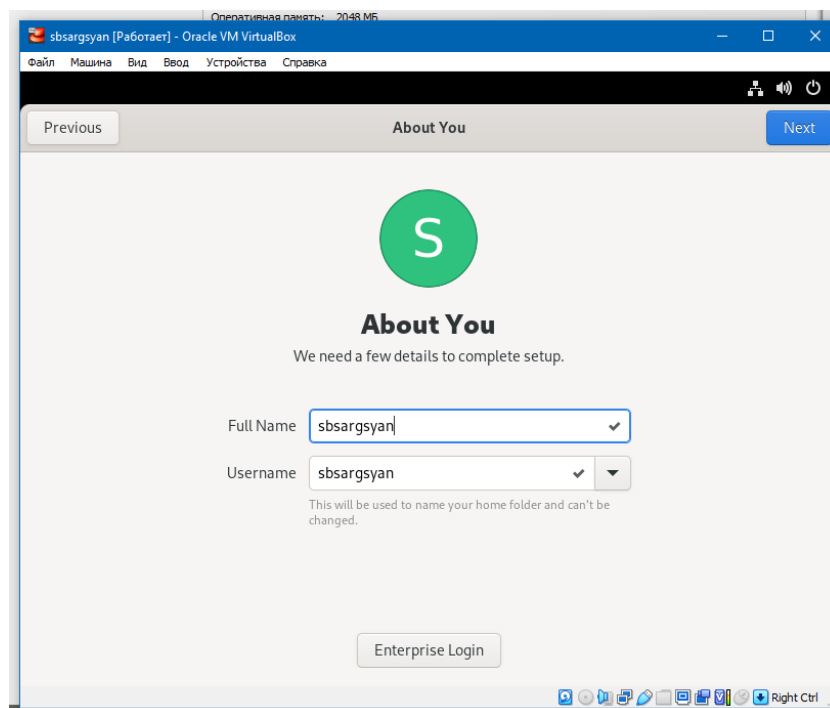 Оперативная память: 2048 МБ
sbsargsyan [Работает] - Oracle VM VirtualBox
Файл Машина Вид Ввод Устройства Справка
Previous About You Next
S
About You
We need a few details to complete setup.
Full Name sbsargsyan
Username sbsargsyan
This will be used to name your home folder and can't be
changed.
Enterprise Login
Right Ctrl